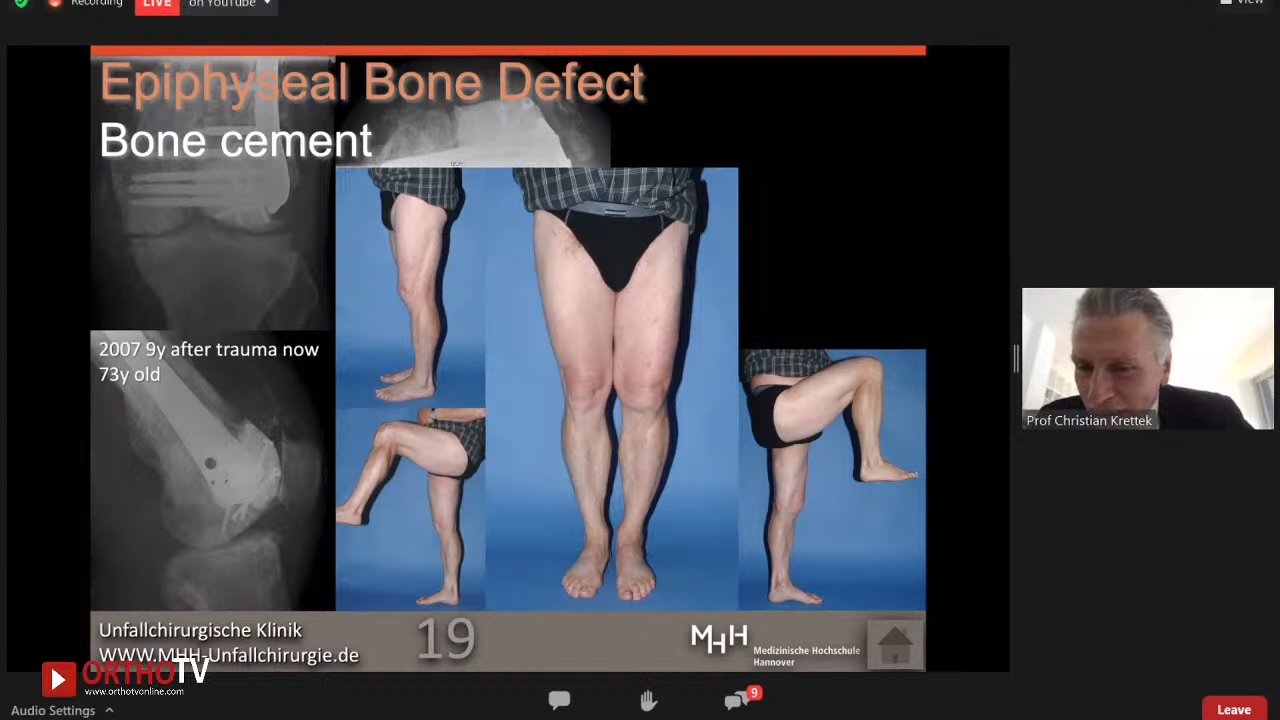 Recording
LIVE
on YouTube
View
Epiphyseal Bone Defect
Bone cement
2007 9y after trauma now
73y old
Prof Christian Krettek
Unfallchirurgische Klinik
WWW.MHH-Unfallchirurgie.de
19
MHH
Medizinische Hochschule
Hannover
ORTHOTV
www.orthotvonline.com
9
Audio Settings
Leave